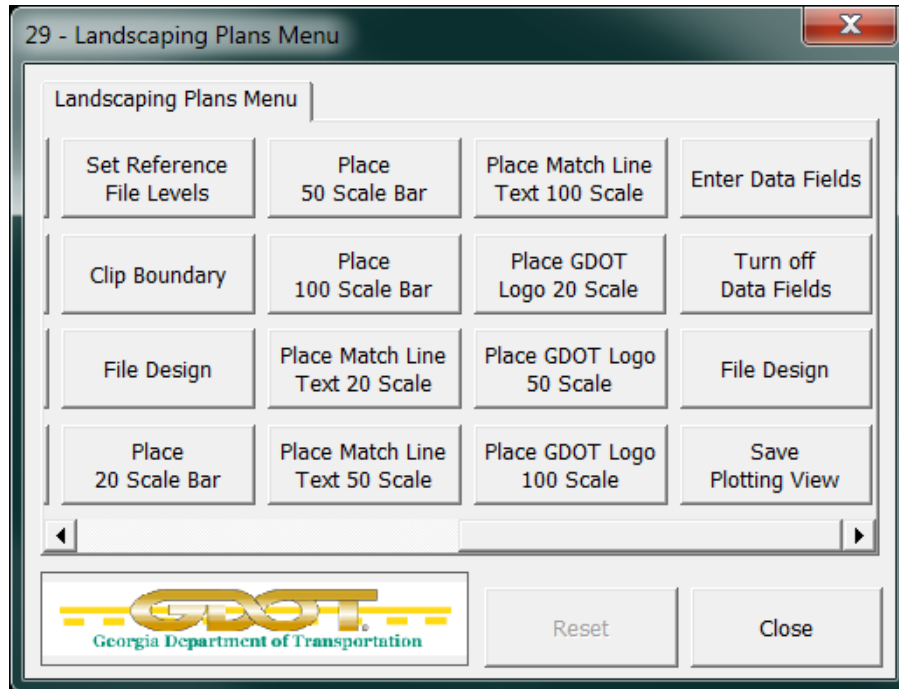 29 - Landscaping Plans Menu
X
Landscaping Plans Menu
Set Reference
File Levels
Place
50 Scale Bar
Place Match Line
Text 100 Scale
Enter Data Fields
Clip Boundary
Place
100 Scale Bar
Place GDOT
Logo 20 Scale
Turn off
Data Fields
File Design
Place Match Line
Text 20 Scale
Place GDOT Logo
50 Scale
File Design
Place
20 Scale Bar
Place Match Line
Text 50 Scale
Place GDOT Logo
100 Scale
Save
Plotting View
GDOT
Georgia Department of Transportation
Reset
Close